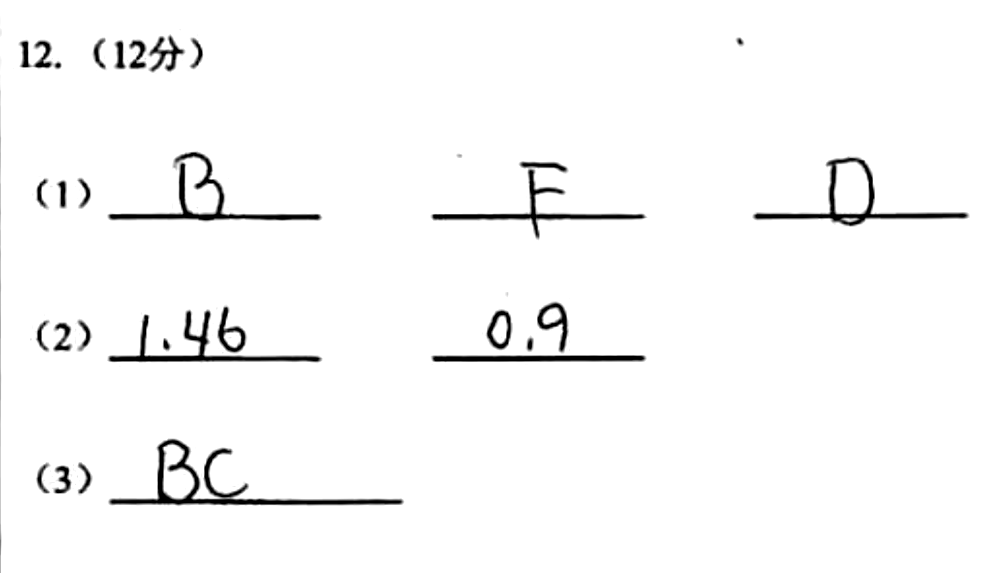 12.（12分）
（1） B F D
（2） 1.46 0.9
（3） BC